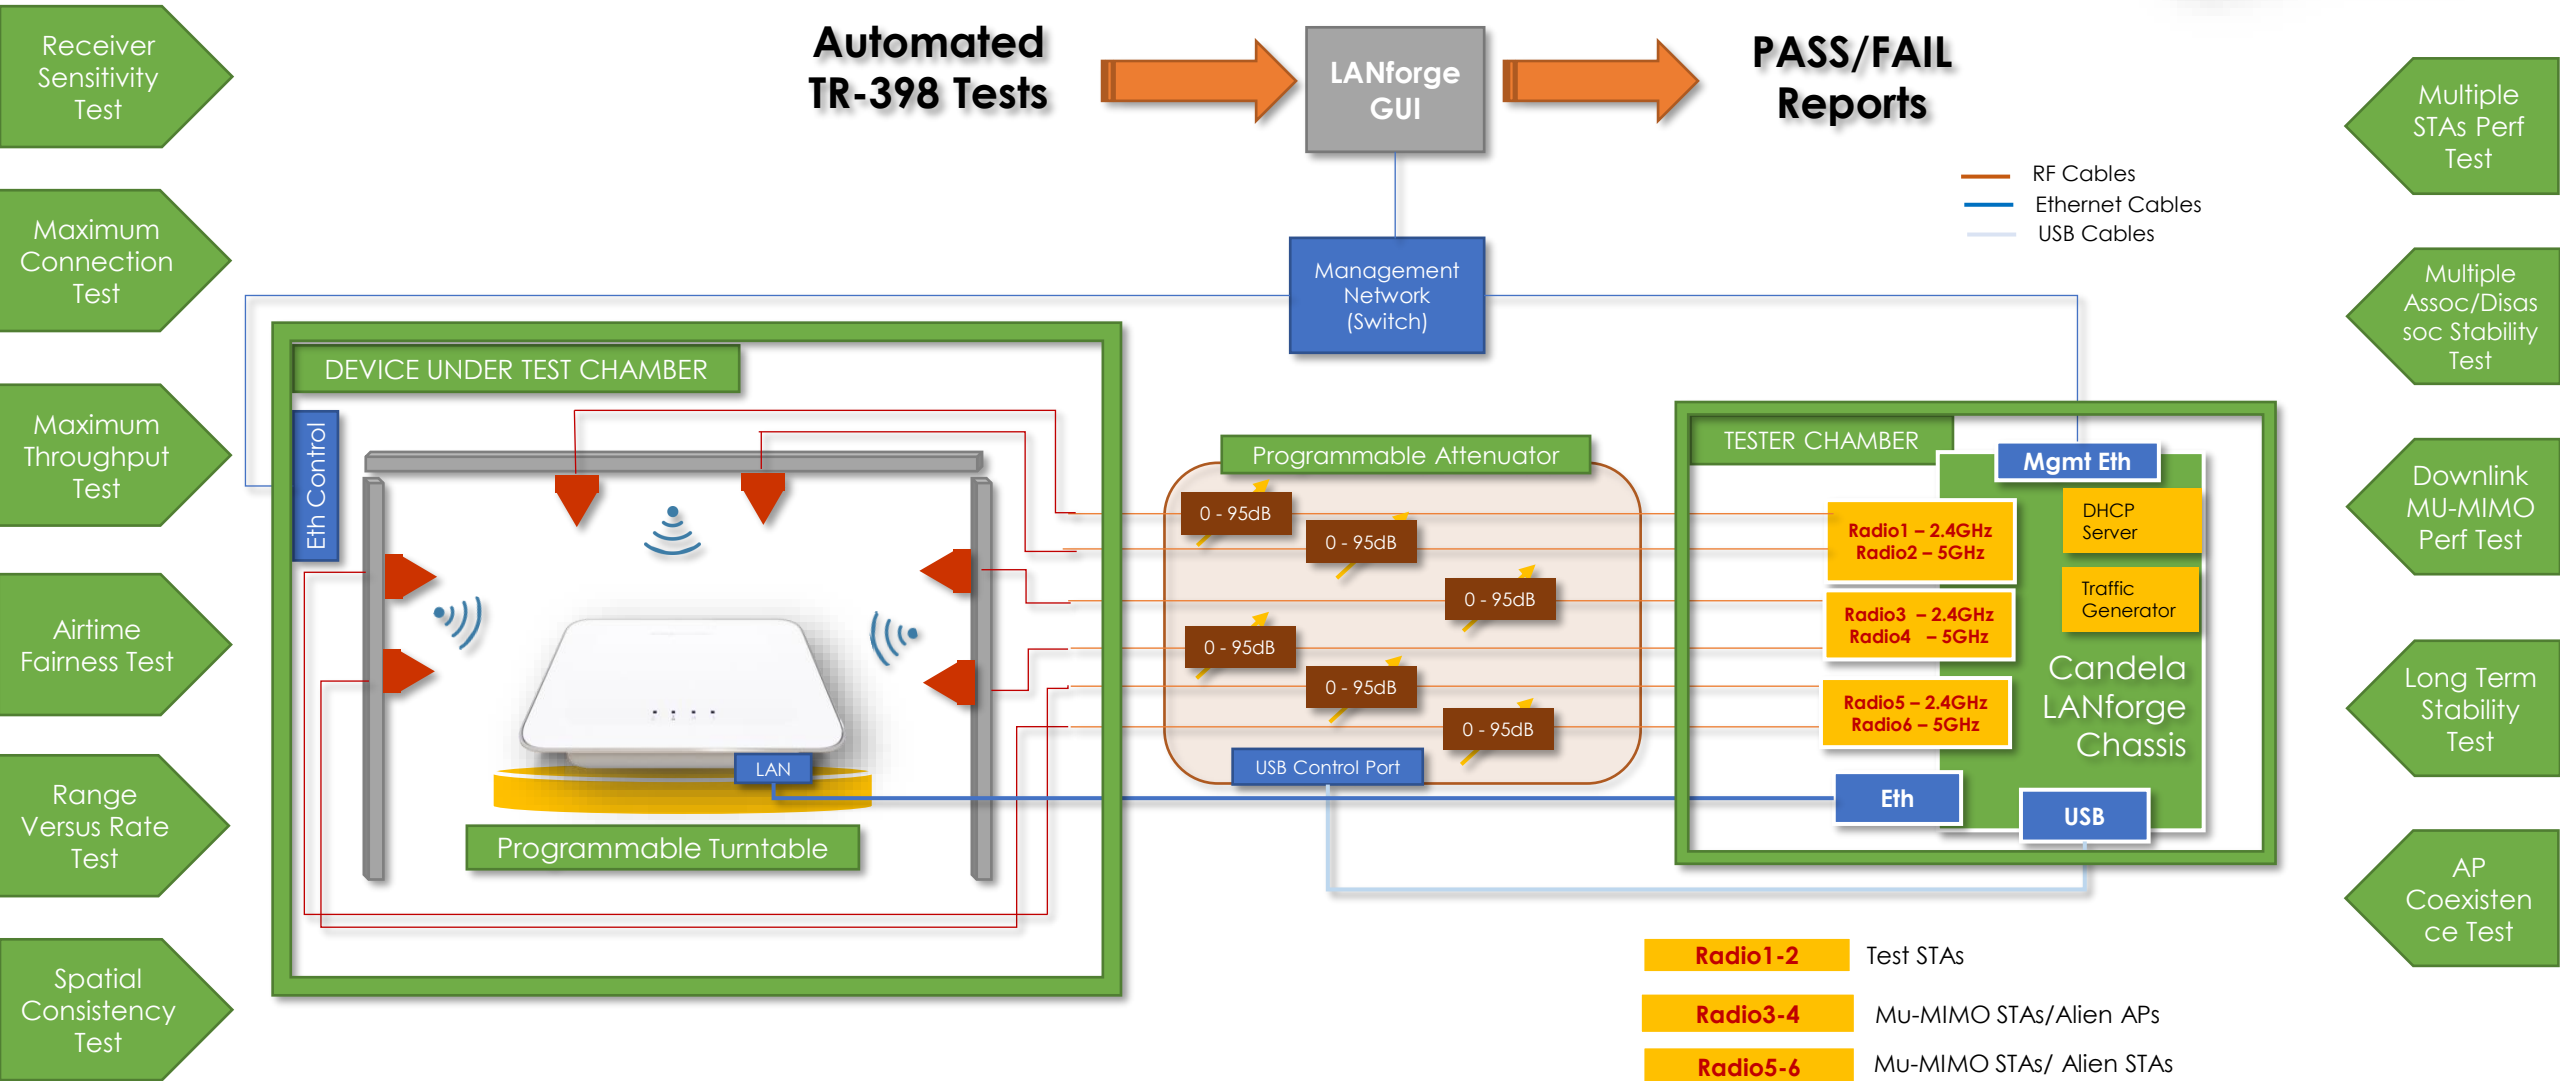 Receiver
Sensitivity
Test
Maximum
Connection
Test
Maximum
Throughput
Test
Airtime
Fairness Test
Range
Versus Rate
Test
Spatial
Consistency
Test
Automated
TR-398 Tests
LANforge
GUI
PASS/FAIL
Reports
RF Cables
Ethernet Cables
USB Cables
Management
Network
(Switch)
DEVICE UNDER TEST CHAMBER
Eth Control
LAN
Programmable Turntable
Programmable Attenuator
0 - 95dB
0 - 95dB
0 - 95dB
0 - 95dB
0 - 95dB
0 - 95dB
USB Control Port
TESTER CHAMBER
Mgmt Eth
Radio1 – 2.4GHz
Radio2 – 5GHz
DHCP
Server
Traffic
Generator
Radio3 – 2.4GHz
Radio4 – 5GHz
Radio5 – 2.4GHz
Radio6 – 5GHz
Candela
LANforge
Chassis
Eth
USB
Radio1-2
Test STAs
Radio3-4
Mu-MIMO STAs/Alien APs
Radio5-6
Mu-MIMO STAs/ Alien STAs
Multiple
STAs Perf
Test
Multiple
Assoc/Disas
soc Stability
Test
Downlink
MU-MIMO
Perf Test
Long Term
Stability
Test
AP
Coexisten
ce Test